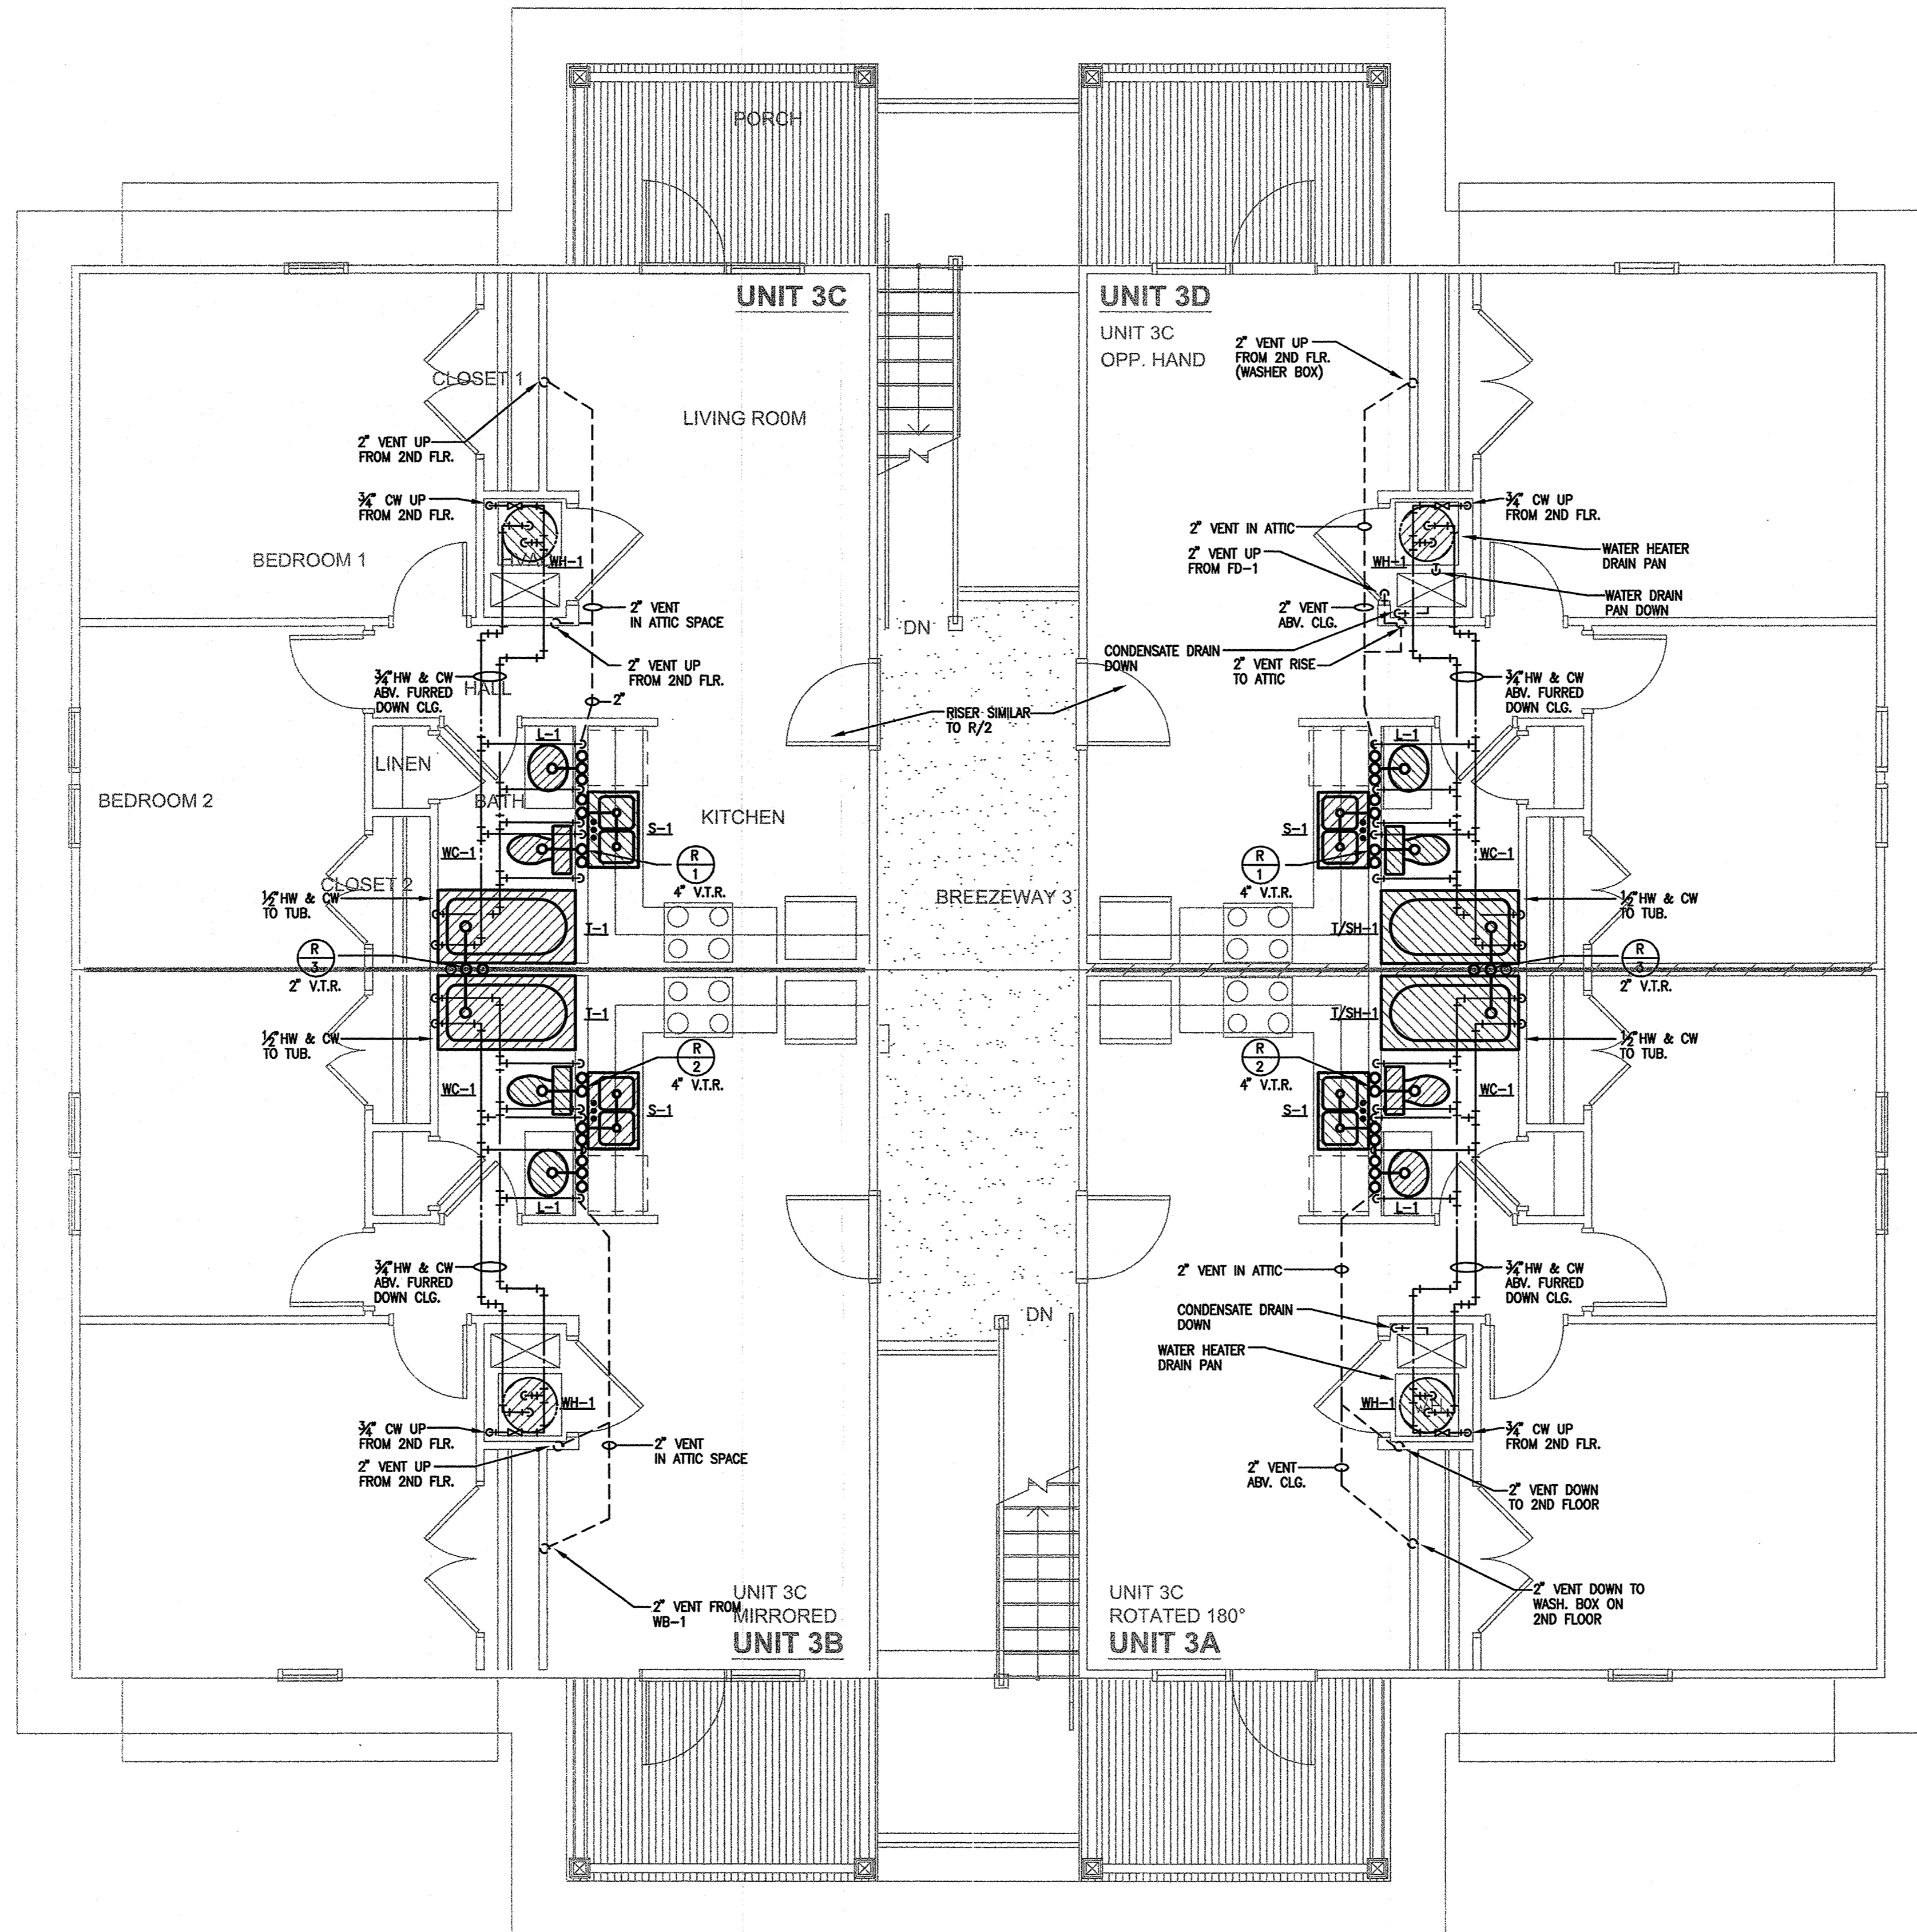 PORCH
UNIT 3C
CLOSET 1
LIVING ROOM
2" VENT UP
FROM 2ND FLR.
3/4" CW UP
FROM 2ND FLR.
BEDROOM 1
WH-1
2" VENT
IN ATTIC SPACE
2" VENT UP
FROM 2ND FLR.
3/4" HW & CW
ABV. FURRED
DOWN CLG.
HALL
2"
L-1
LINEN
BEDROOM 2
BATH
KITCHEN
S-1
WC-1
R
1
4" V.T.R.
CLOSET 2
1/2" HW & CW
TO TUB.
T-1
R
3
2" V.T.R.
UNIT 3D
UNIT 3C
OPP. HAND
2" VENT UP
FROM 2ND FLR.
(WASHER BOX)
2" VENT IN ATTIC
2" VENT UP
FROM FD-1
WH-1
3/4" CW UP
FROM 2ND FLR.
WATER HEATER
DRAIN PAN
WATER DRAIN
PAN DOWN
2" VENT
ABV. CLG.
CONDENSATE DRAIN
DOWN
2" VENT RISE
TO ATTIC
3/4" HW & CW
ABV. FURRED
DOWN CLG.
DN
RISER SIMILAR
TO R/2
BREEZEWAY 3
L-1
S-1
WC-1
R
1
4" V.T.R.
T/SH-1
1/2" HW & CW
TO TUB.
R
3
2" V.T.R.
1/2" HW & CW
TO TUB.
T-1
R
2
4" V.T.R.
WC-1
S-1
L-1
3/4" HW & CW
ABV. FURRED
DOWN CLG.
WH-1
3/4" CW UP
FROM 2ND FLR.
2" VENT UP
FROM 2ND FLR.
2" VENT
IN ATTIC SPACE
2" VENT FROM
WB-1
UNIT 3C
MIRRORED
UNIT 3B
DN
T/SH-1
1/2" HW & CW
TO TUB.
R
2
4" V.T.R.
WC-1
S-1
L-1
2" VENT IN ATTIC
3/4" HW & CW
ABV. FURRED
DOWN CLG.
CONDENSATE DRAIN
DOWN
WATER HEATER
DRAIN PAN
WH-1
3/4" CW UP
FROM 2ND FLR.
2" VENT
ABV. CLG.
2" VENT DOWN
TO 2ND FLOOR
2" VENT DOWN TO
WASH. BOX ON
2ND FLOOR
UNIT 3C
ROTATED 180°
UNIT 3A